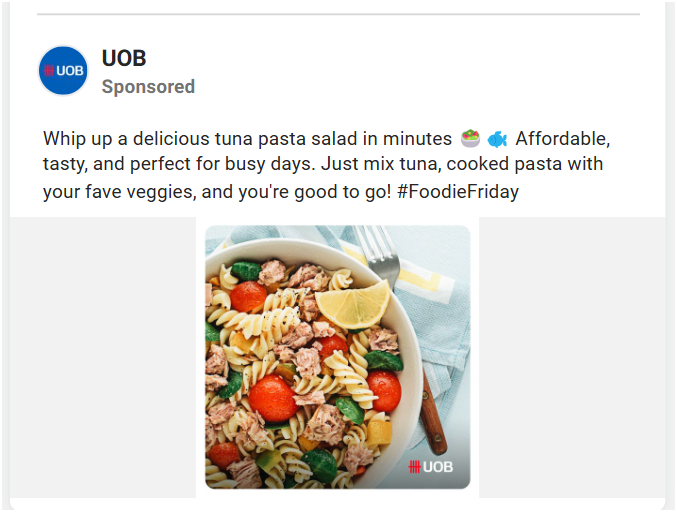 UOB
UOB
Sponsored
Whip up a delicious tuna pasta salad in minutes 🥗 🐟 Affordable,
tasty, and perfect for busy days. Just mix tuna, cooked pasta with
your fave veggies, and you're good to go! #FoodieFriday
UOB